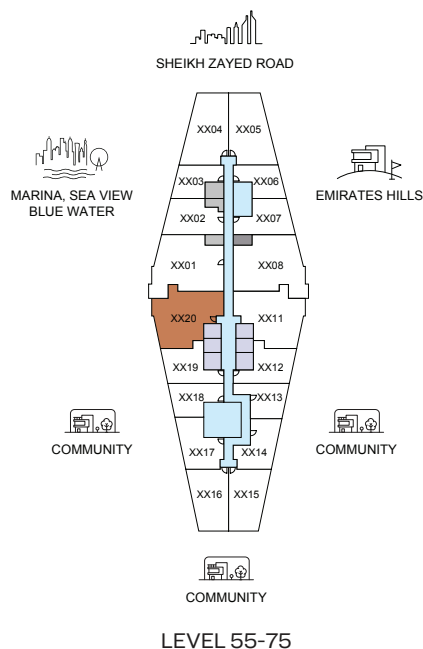 SHEIKH ZAYED ROAD
XX04 XX05
MARINA, SEA VIEW
BLUE WATER
EMIRATES HILLS
XX03 XX06
XX02 XX07
XX01 XX08
XX20 XX11
XX19 XX12
XX18 XX13
COMMUNITY
COMMUNITY
XX17 XX14
XX16 XX15
COMMUNITY
LEVEL 55-75